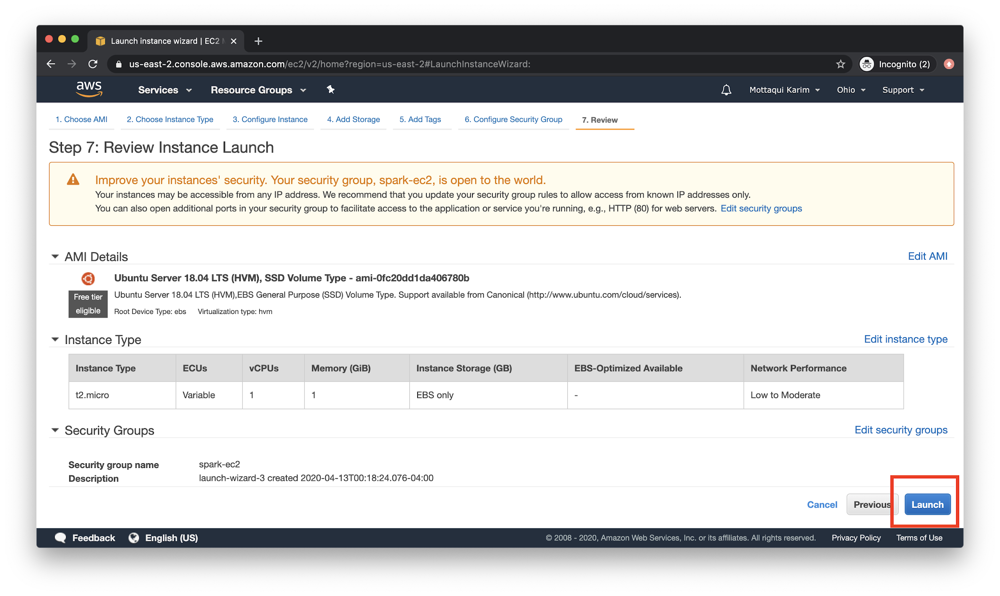 Launch instance wizard | EC2
us-east-2.console.aws.amazon.com/ec2/v2/home?region=us-east-2#LaunchInstanceWizard:
Incognito (2)
aws
Services
Resource Groups
Mottaqui Karim
Ohio
Support
1. Choose AMI
2. Choose Instance Type
3. Configure Instance
4. Add Storage
5. Add Tags
6. Configure Security Group
7. Review
Step 7: Review Instance Launch
Improve your instances' security. Your security group, spark-ec2, is open to the world.
Your instances may be accessible from any IP address. We recommend that you update your security group rules to allow access from known IP addresses only.
You can also open additional ports in your security group to facilitate access to the application or service you're running, e.g., HTTP (80) for web servers. Edit security groups
AMI Details
Edit AMI
Ubuntu Server 18.04 LTS (HVM), SSD Volume Type - ami-0fc20dd1da406780b
Free tier
eligible
Ubuntu Server 18.04 LTS (HVM),EBS General Purpose (SSD) Volume Type. Support available from Canonical (http://www.ubuntu.com/cloud/services).
Root Device Type: ebs Virtualization type: hvm
Instance Type
Edit instance type
Instance Type ECUs vCPUs Memory (GiB) Instance Storage (GB) EBS-Optimized Available Network Performance
t2.micro Variable 1 1 EBS only - Low to Moderate
Security Groups
Edit security groups
Security group name spark-ec2
Description launch-wizard-3 created 2020-04-13T00:18:24.076-04:00
Cancel
Previous
Launch
Feedback
English (US)
© 2008 - 2020, Amazon Web Services, Inc. or its affiliates. All rights reserved.
Privacy Policy
Terms of Use